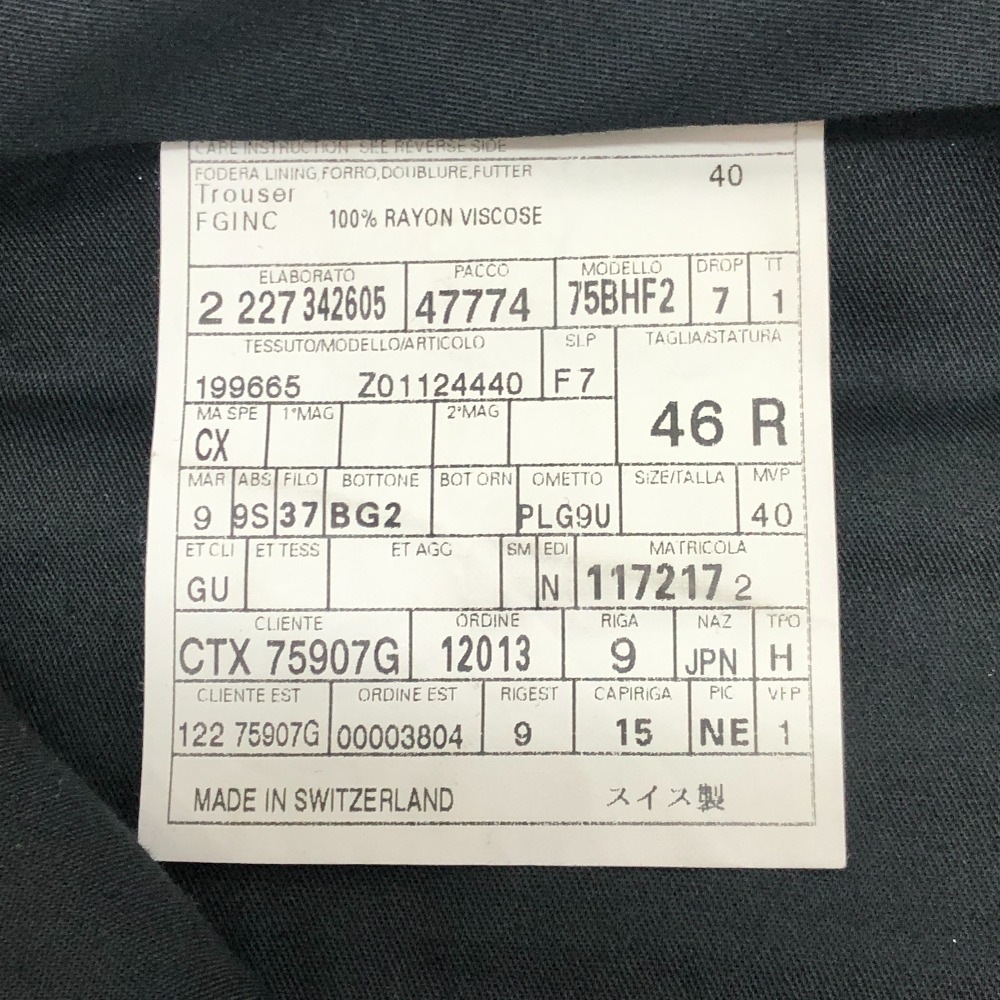 CARE INSTRUCTION SEE REVERSE SIDE
FODERA LINING,FORRO,DOUBLURE,FUTTER 40
Trouser
FGINC 100% RAYON VISCOSE
ELABORATO PACCO MODELLO DROP TT
2 227 342605 47774 75BHF2 7 1
TESSUTO/MODELLO/ARTICOLO SLP TAGLIA/STATURA
199665 Z01124440 F 7 46 R
MA SPE 1°MAG 2°MAG
CX
MAR ABS FILO BOTTONE BOT ORN OMETTO SiZE/TALLA MVP
9 9S 37 BG2 PLG9U 40
ET CLI ET TESS ET AGG SM EDI MATRICOLA
GU N 117217 2
CLIENTE ORDINE RIGA NAZ TPO
CTX 75907G 12013 9 JPN H
CLIENTE EST ORDINE EST RIGEST CAPIRIGA PIC VFP
122 75907G 00003804 9 15 NE 1
MADE IN SWITZERLAND スイス製